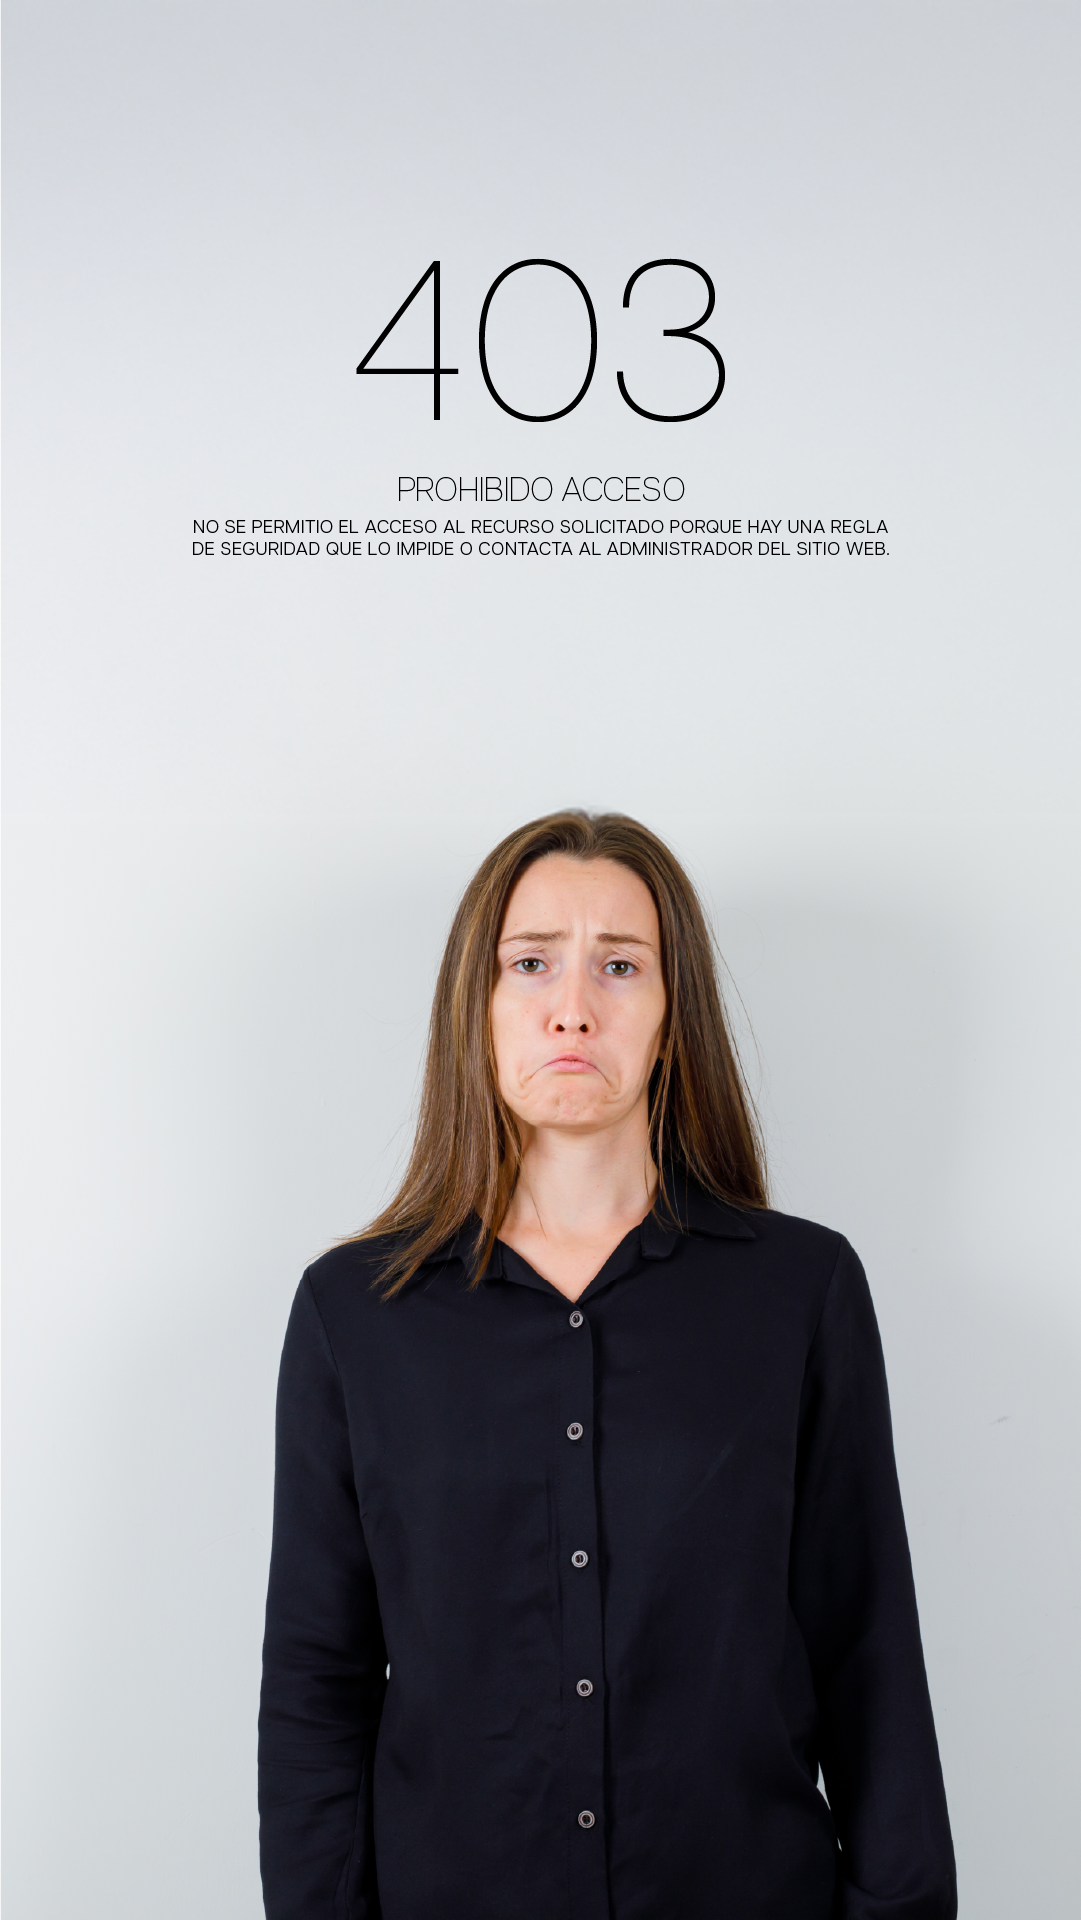 403
PROHIBIDO ACCESO
NO SE PERMITIO EL ACCESO AL RECURSO SOLICITADO PORQUE HAY UNA REGLA
DE SEGURIDAD QUE LO IMPIDE O CONTACTA AL ADMINISTRADOR DEL SITIO WEB.